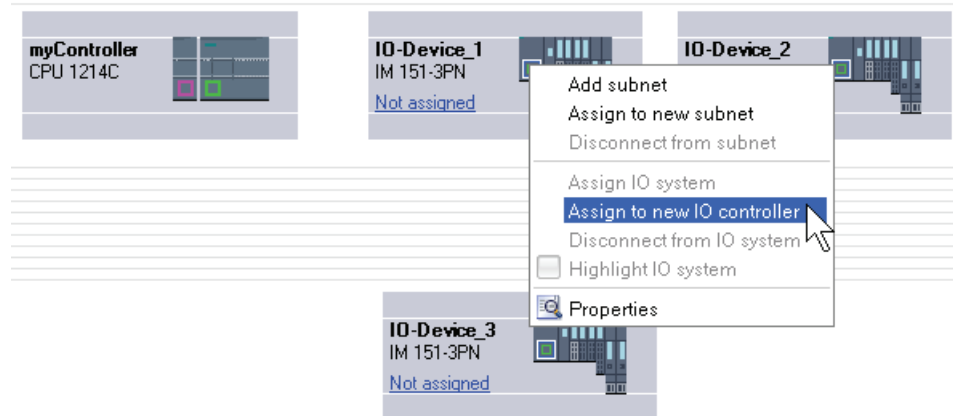 myController
CPU 1214C
IO-Device_1
IM 151-3PN
Not assigned
IO-Device_2
Add subnet
Assign to new subnet
Disconnect from subnet
Assign IO system
Assign to new IO controller
Disconnect from IO system
Highlight IO system
Properties
IO-Device_3
IM 151-3PN
Not assigned